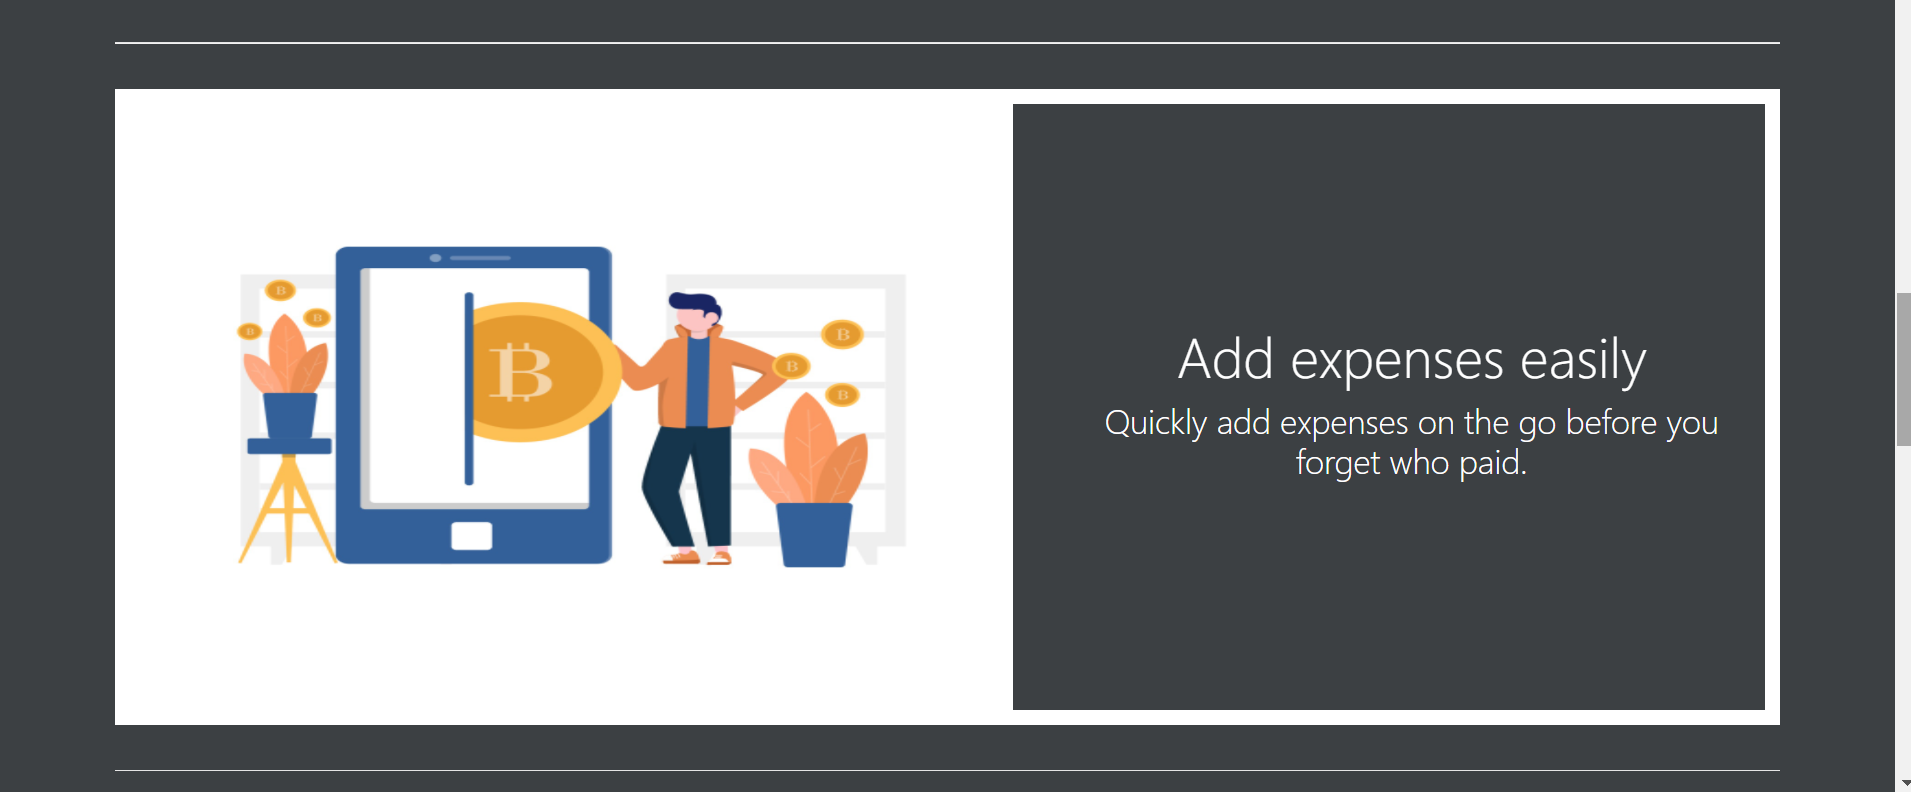 Add expenses easily
Quickly add expenses on the go before you
forget who paid.